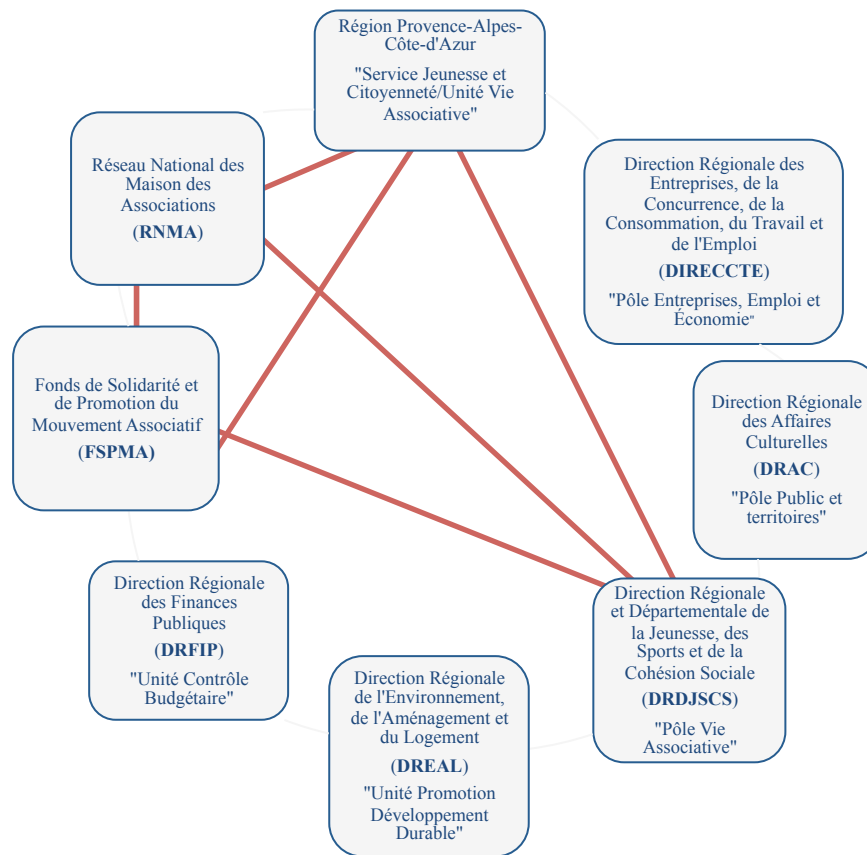 Région Provence-Alpes-
Côte-d'Azur
"Service Jeunesse et
Citoyenneté/Unité Vie
Associative"
Réseau National des
Maison des
Associations
(RNMA)
Direction Régionale des
Entreprises, de la
Concurrence, de la
Consommation, du Travail et
de l'Emploi
(DIRECCTE)
"Pôle Entreprises, Emploi et
Économie"
Fonds de Solidarité et
de Promotion du
Mouvement Associatif
(FSPMA)
Direction Régionale
des Affaires
Culturelles
(DRAC)
"Pôle Public et
territoires"
Direction Régionale
des Finances
Publiques
(DRFIP)
"Unité Contrôle
Budgétaire"
Direction Régionale
et Départementale de
la Jeunesse, des
Sports et de la
Cohésion Sociale
(DRDJSCS)
"Pôle Vie
Associative"
Direction Régionale
de l'Environnement,
de l'Aménagement et
du Logement
(DREAL)
"Unité Promotion
Développement
Durable"